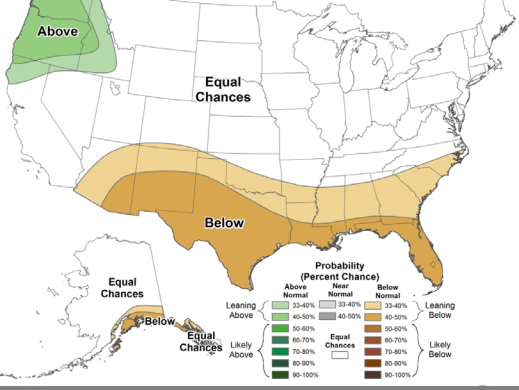 Above
Equal
Chances
Below
Equal
Chances
Below
Equal
Chances
Probability
(Percent Chance)
Above
Normal
Near
Normal
Below
Normal
Leaning
Above
33-40%
33-40%
33-40%
Leaning
Below
40-50%
40-50%
40-50%
Likely
Above
50-60%
60-70%
70-80%
80-90%
90-100%
Equal
Chances
50-60%
60-70%
70-80%
80-90%
90-100%
Likely
Below